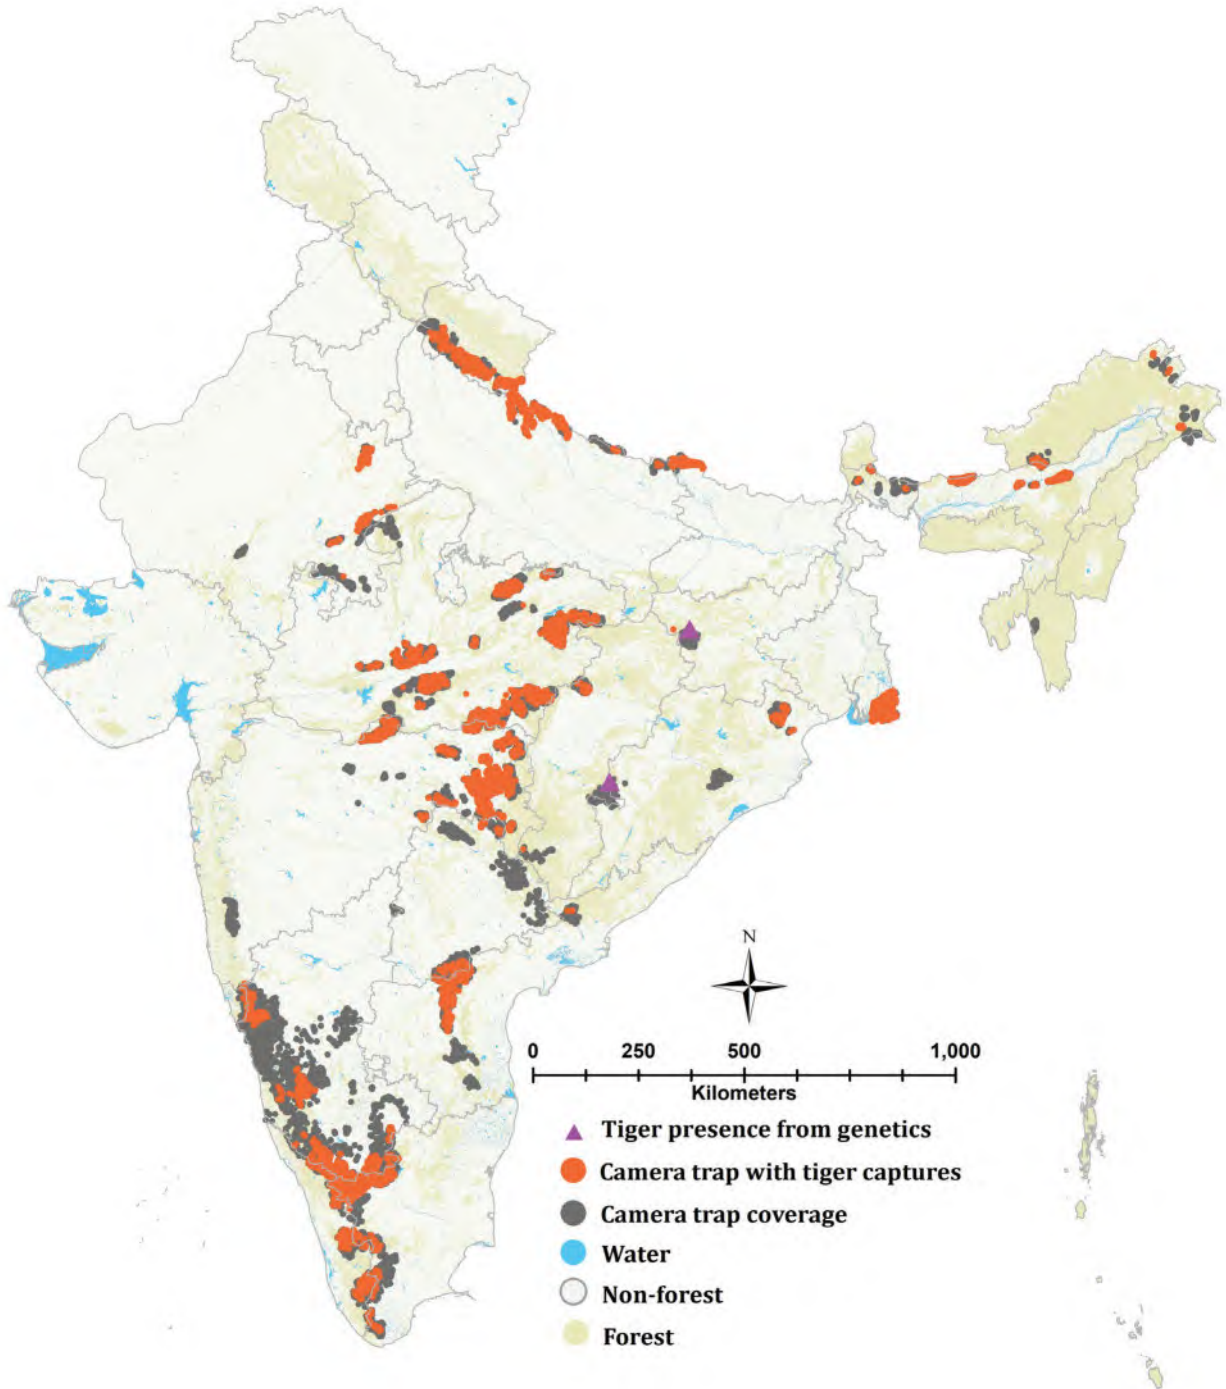 N
0 250 500 1,000
Kilometers
Tiger presence from genetics
Camera trap with tiger captures
Camera trap coverage
Water
Non-forest
Forest